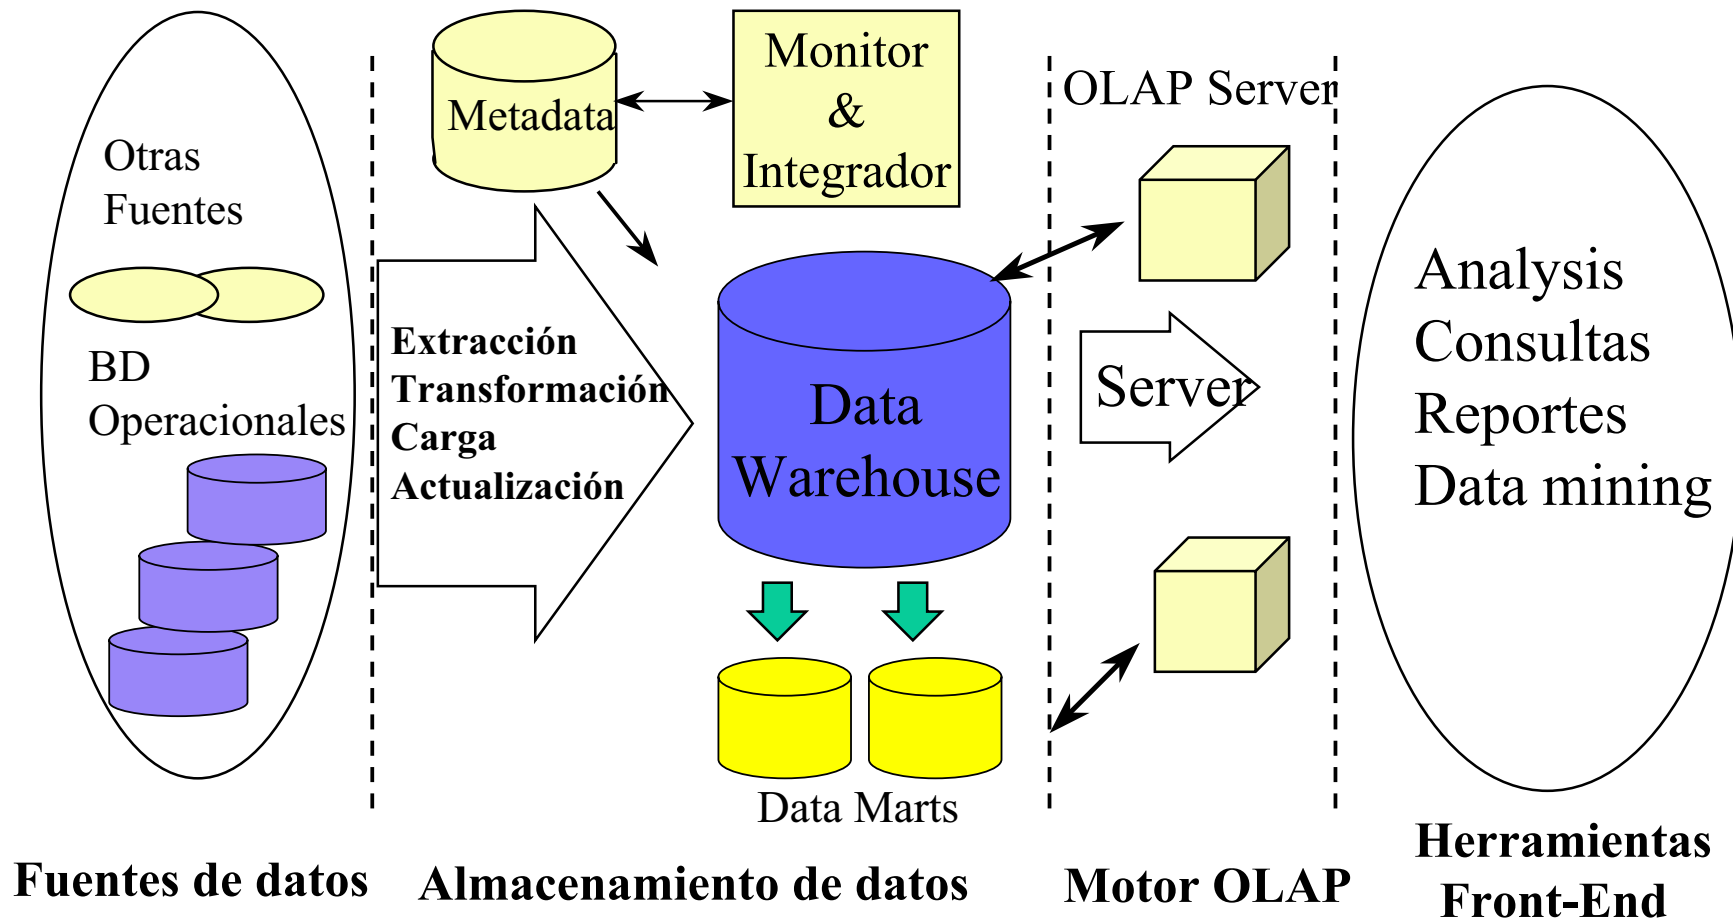 Otras
Fuentes
BD
Operacionales
Metadata
Monitor
&
Integrador
Extracción
Transformación
Carga
Actualización
Data
Warehouse
Data Marts
OLAP Server
Server
Analysis
Consultas
Reportes
Data mining
Fuentes de datos
Almacenamiento de datos
Motor OLAP
Herramientas
Front-End